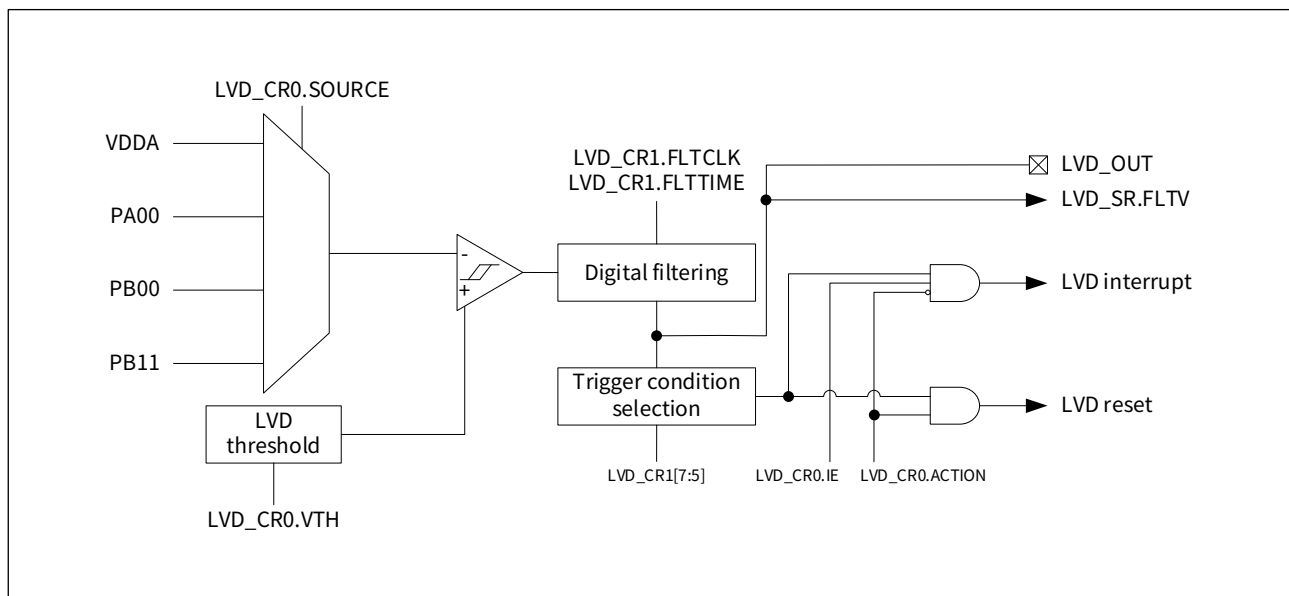 LVD_CR0.SOURCE
VDDA
PA00
PB00
PB11
LVD
threshold
LVD_CR0.VTH
-
+
LVD_CR1.FLTCLK
LVD_CR1.FLTTIME
Digital filtering
Trigger condition
selection
LVD_CR1[7:5]
LVD_CR0.IE
LVD_CR0.ACTION
LVD_OUT
LVD_SR.FLTV
LVD interrupt
LVD reset